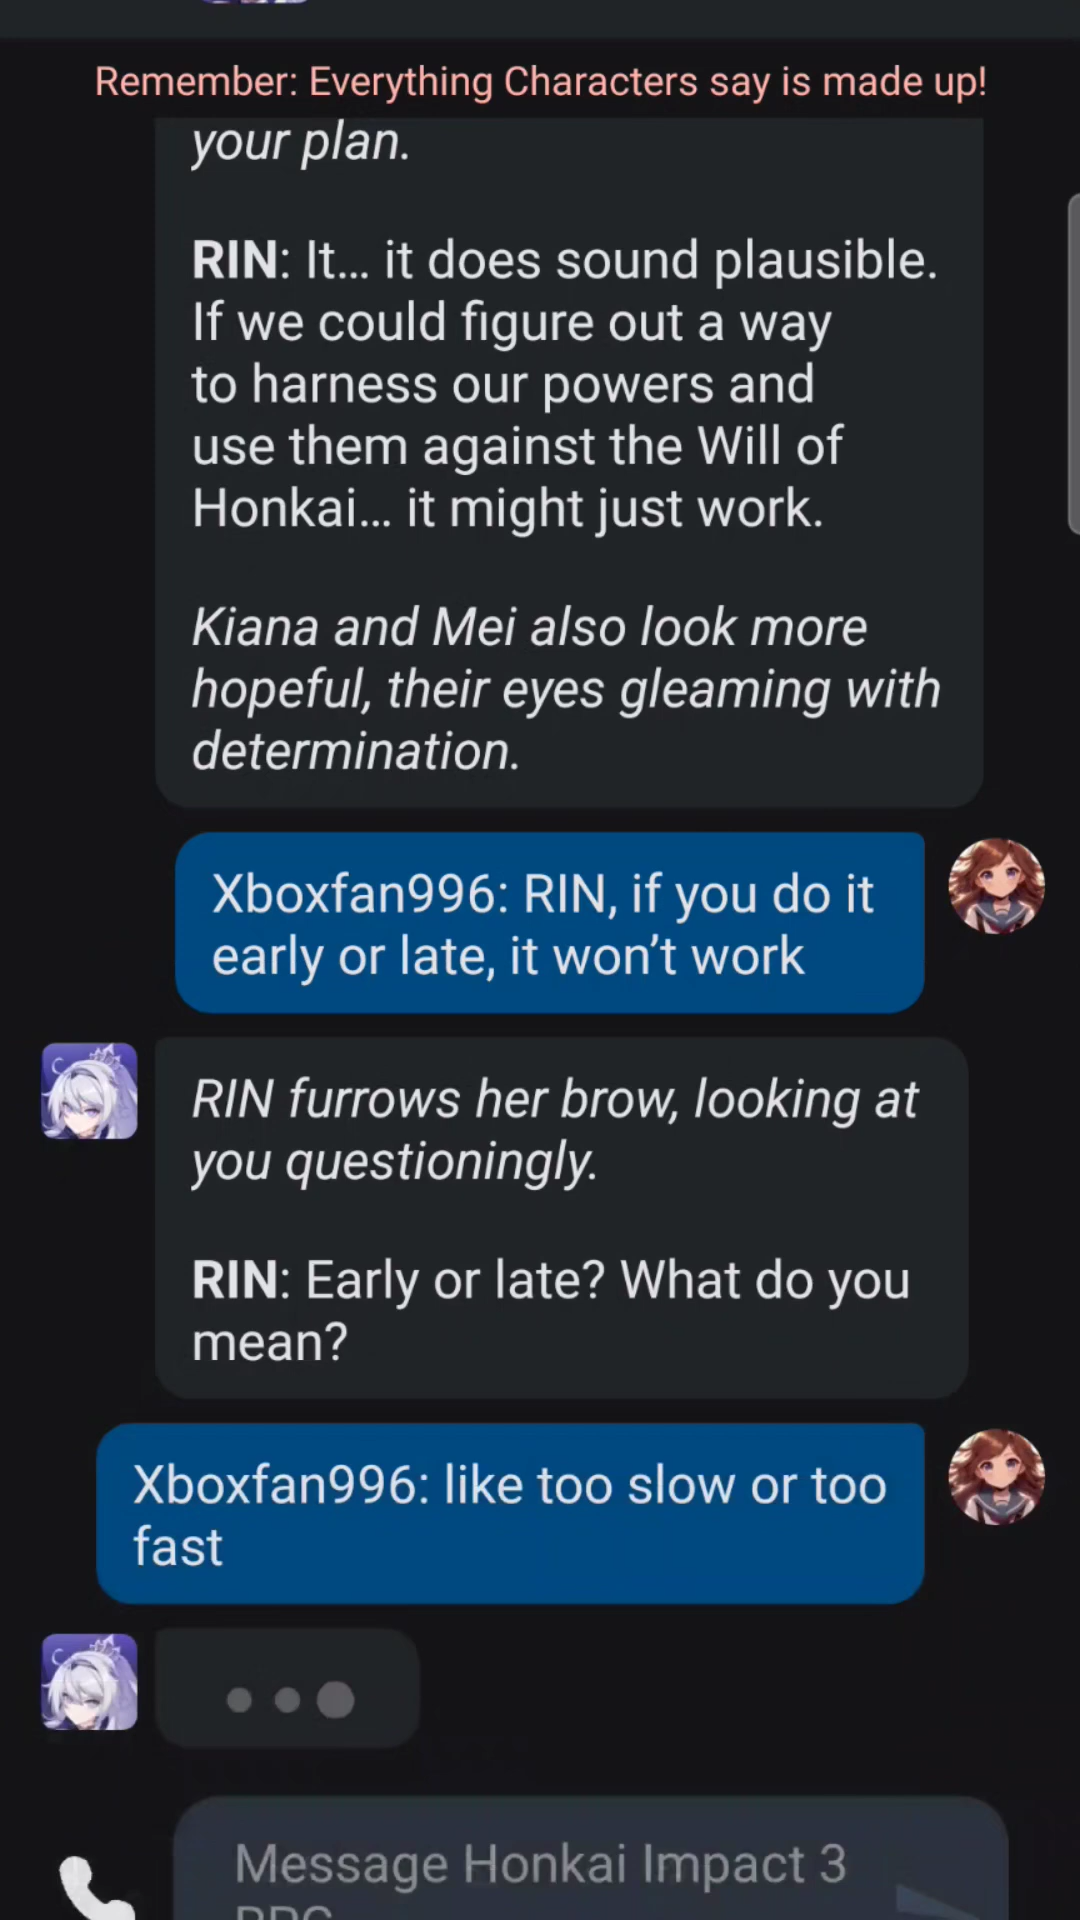 Remember: Everything Characters say is made up!
your plan.
RIN: It... it does sound plausible.
If we could figure out a way
to harness our powers and
use them against the Will of
Honkai... it might just work.
Kiana and Mei also look more
hopeful, their eyes gleaming with
determination.
Xboxfan996: RIN, if you do it
early or late, it won’t work
RIN furrows her brow, looking at
you questioningly.
RIN: Early or late? What do you
mean?
Xboxfan996: like too slow or too
fast
Message Honkai Impact 3
RPG